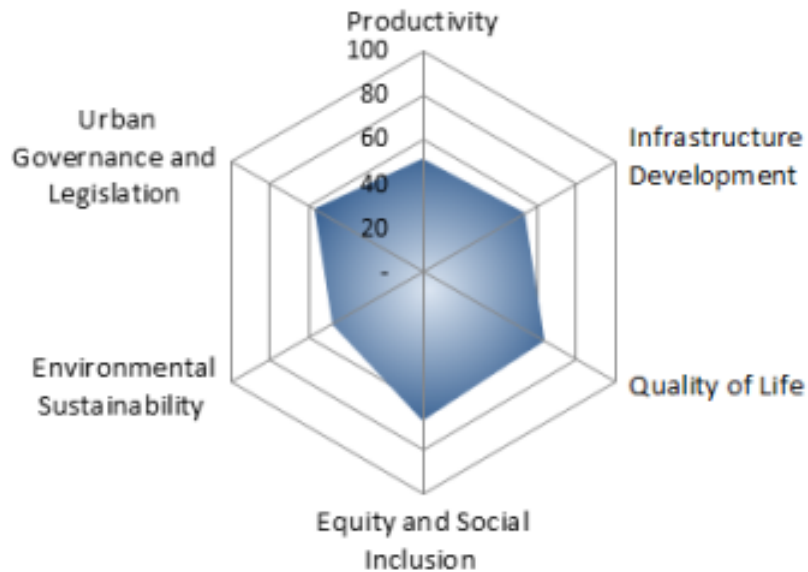 Productivity
100
80
60
40
20
-
Urban
Governance and
Legislation
Infrastructure
Development
Environmental
Sustainability
Quality of Life
Equity and Social
Inclusion